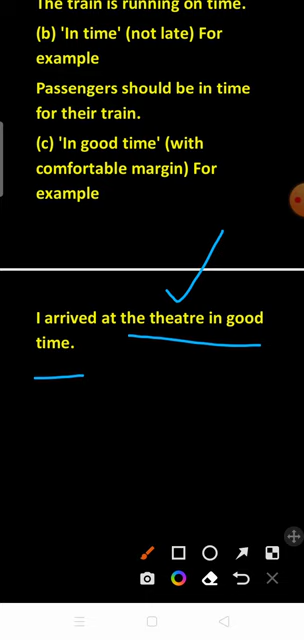 The train is running on time.
(b) 'In time' (not late) For
example
Passengers should be in time
for their train.
(c) 'In good time' (with
comfortable margin) For
example
I arrived at the theatre in good
time.